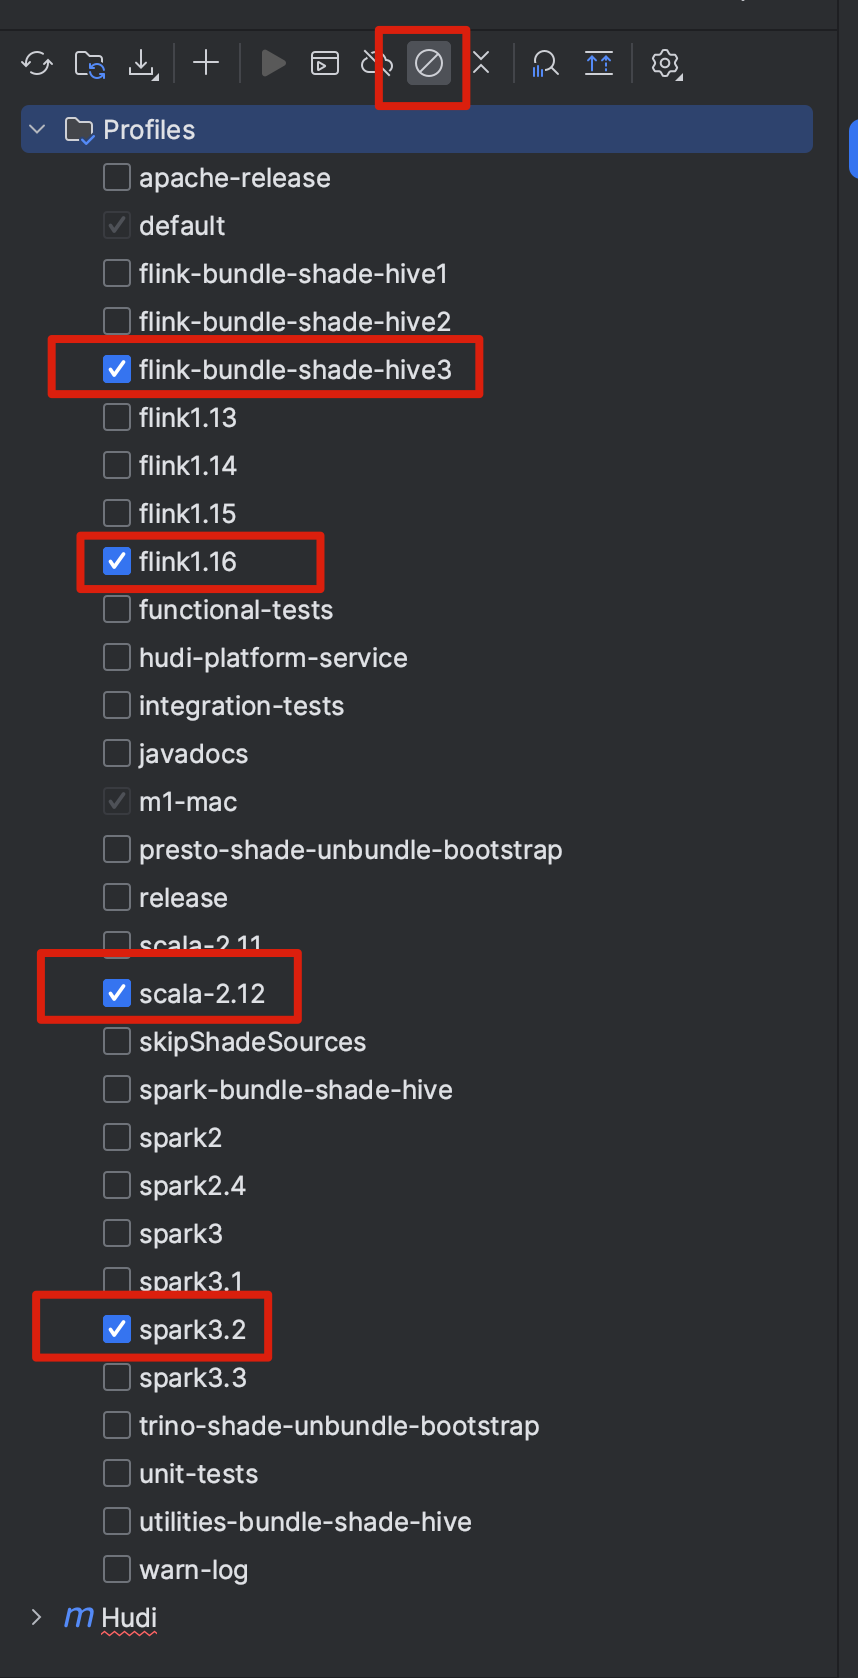 Profiles
apache-release
default
flink-bundle-shade-hive1
flink-bundle-shade-hive2
flink-bundle-shade-hive3
flink1.13
flink1.14
flink1.15
flink1.16
functional-tests
hudi-platform-service
integration-tests
javadocs
m1-mac
presto-shade-unbundle-bootstrap
release
scala-2.11
scala-2.12
skipShadeSources
spark-bundle-shade-hive
spark2
spark2.4
spark3
spark3.1
spark3.2
spark3.3
trino-shade-unbundle-bootstrap
unit-tests
utilities-bundle-shade-hive
warn-log
m Hudi